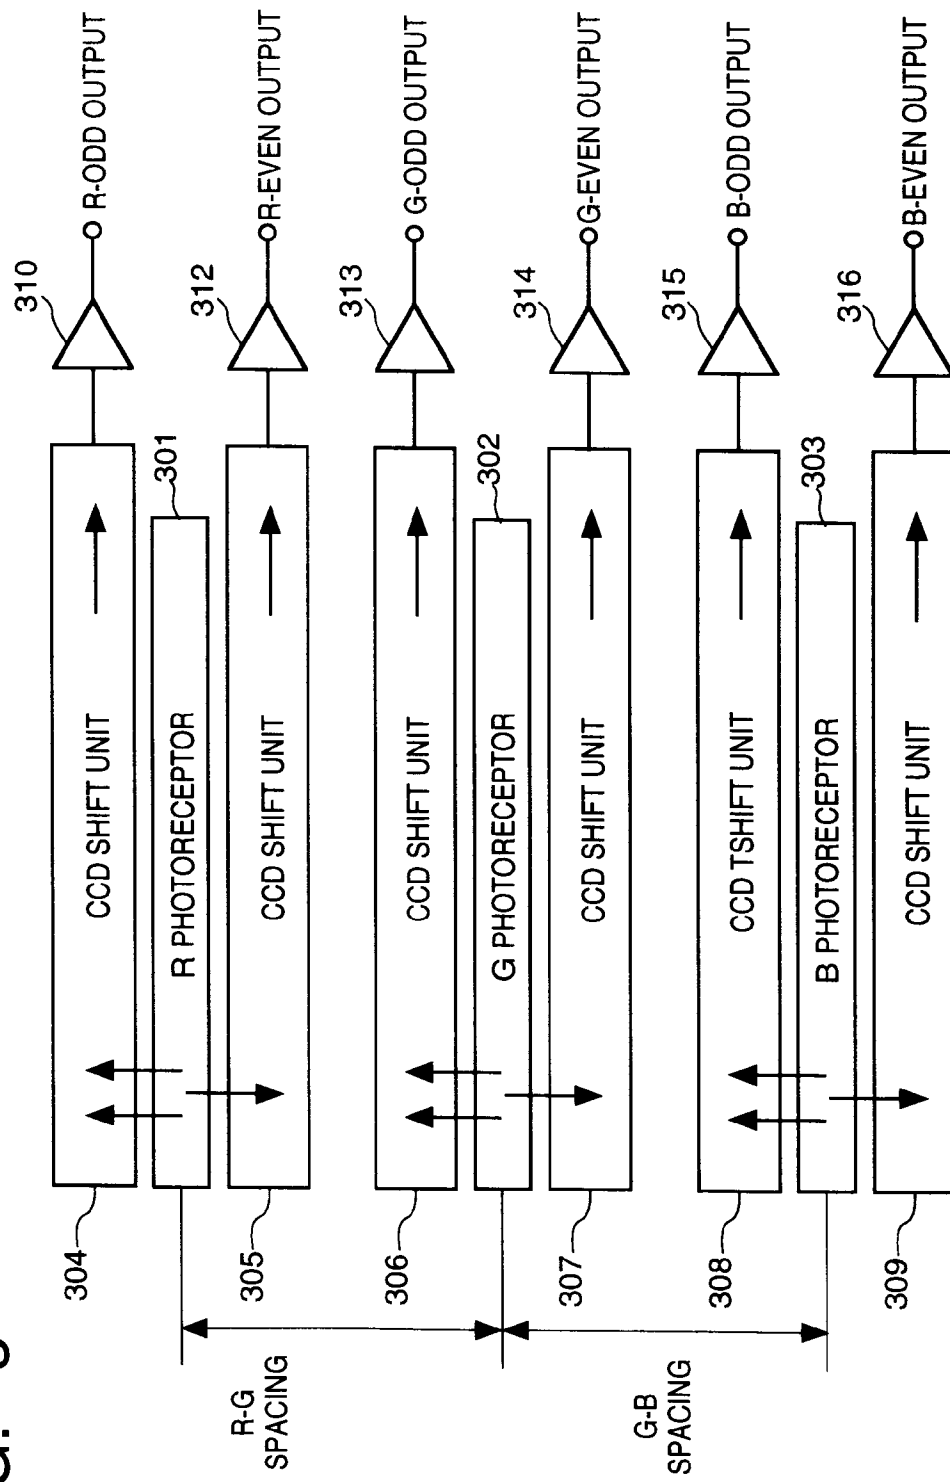 310
R-ODD OUTPUT
304
CCD SHIFT UNIT
301
R PHOTORECEPTOR
312
R-EVEN OUTPUT
305
CCD SHIFT UNIT
R-G
SPACING
313
G-ODD OUTPUT
306
CCD SHIFT UNIT
302
G PHOTORECEPTOR
314
G-EVEN OUTPUT
307
CCD SHIFT UNIT
G-B
SPACING
315
B-ODD OUTPUT
308
CCD TSHIFT UNIT
303
B PHOTORECEPTOR
316
B-EVEN OUTPUT
309
CCD SHIFT UNIT